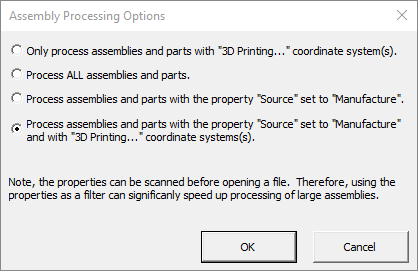 Assembly Processing Options
Only process assemblies and parts with "3D Printing..." coordinate system(s).
Process ALL assemblies and parts.
Process assemblies and parts with the property "Source" set to "Manufacture".
Process assemblies and parts with the property "Source" set to "Manufacture"
and with "3D Printing..." coordinate systems(s).
Note, the properties can be scanned before opening a file.  Therefore, using the
properties as a filter can significanly speed up processing of large assemblies.
OK
Cancel